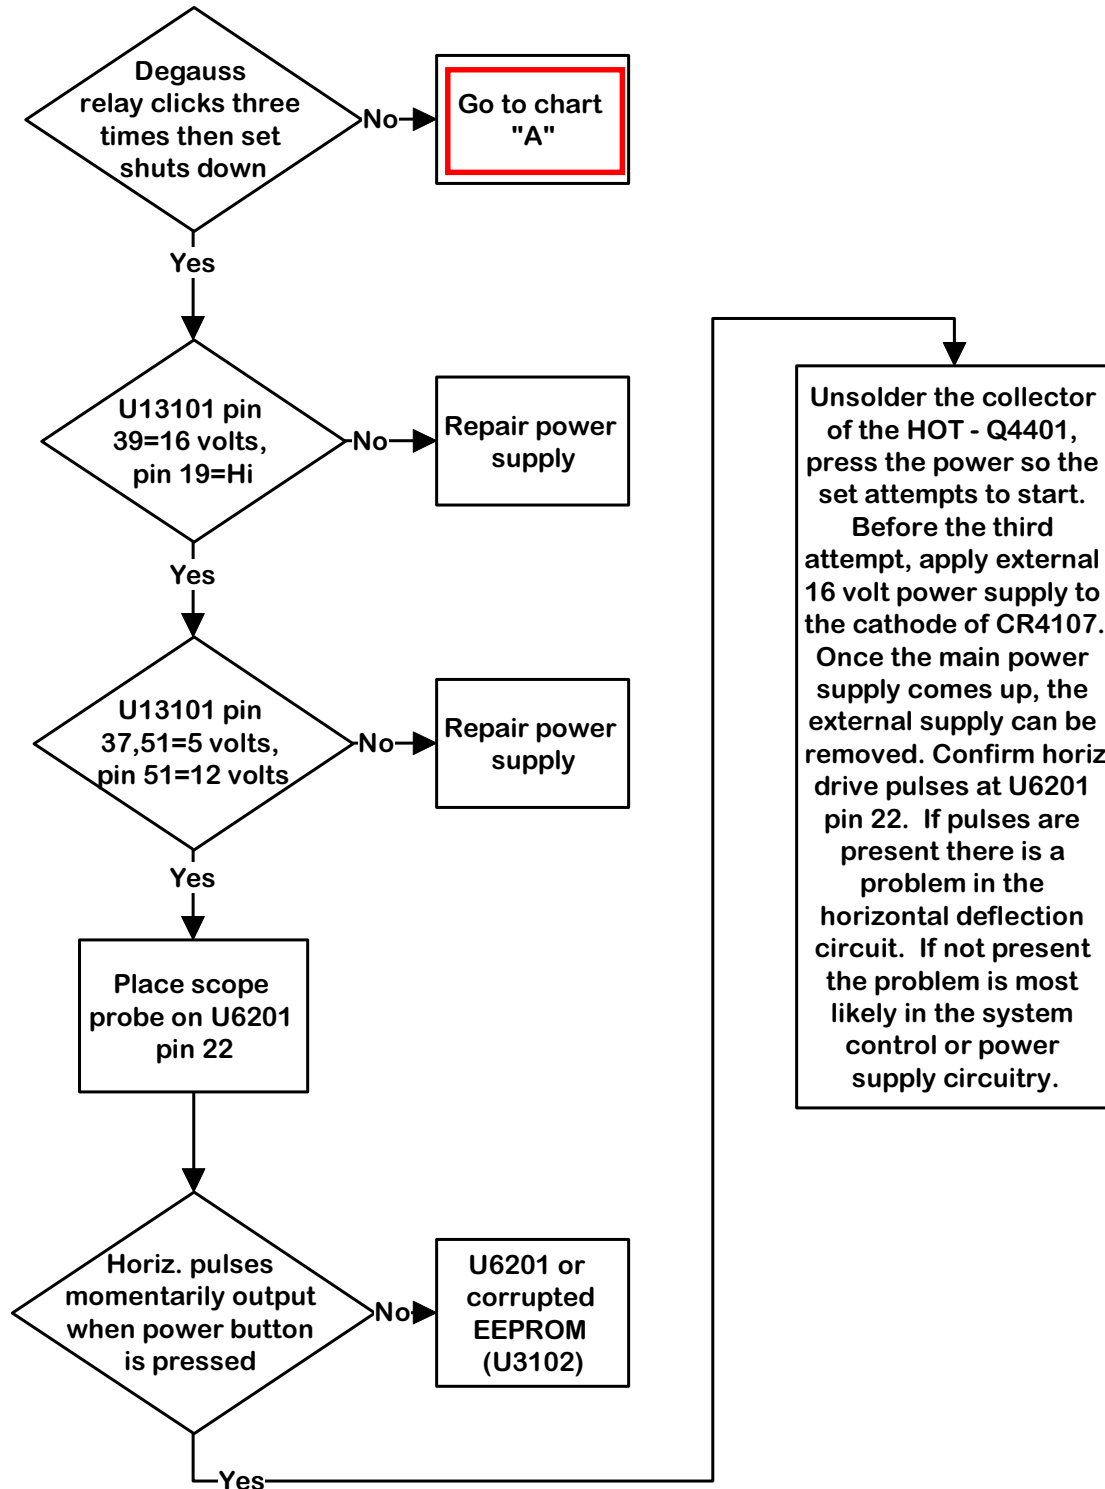 Degauss
relay clicks three
times then set
shuts down
No
Go to chart
"A"
Yes
U13101 pin
39=16 volts,
pin 19=Hi
No
Repair power
supply
Yes
U13101 pin
37,51=5 volts,
pin 51=12 volts
No
Repair power
supply
Yes
Place scope
probe on U6201
pin 22
Horiz. pulses
momentarily output
when power button
is pressed
No
U6201 or
corrupted
EEPROM
(U3102)
Yes
Unsolder the collector
of the HOT - Q4401,
press the power so the
set attempts to start.
Before the third
attempt, apply external
16 volt power supply to
the cathode of CR4107.
Once the main power
supply comes up, the
external supply can be
removed. Confirm horiz
drive pulses at U6201
pin 22.  If pulses are
present there is a
problem in the
horizontal deflection
circuit.  If not present
the problem is most
likely in the system
control or power
supply circuitry.